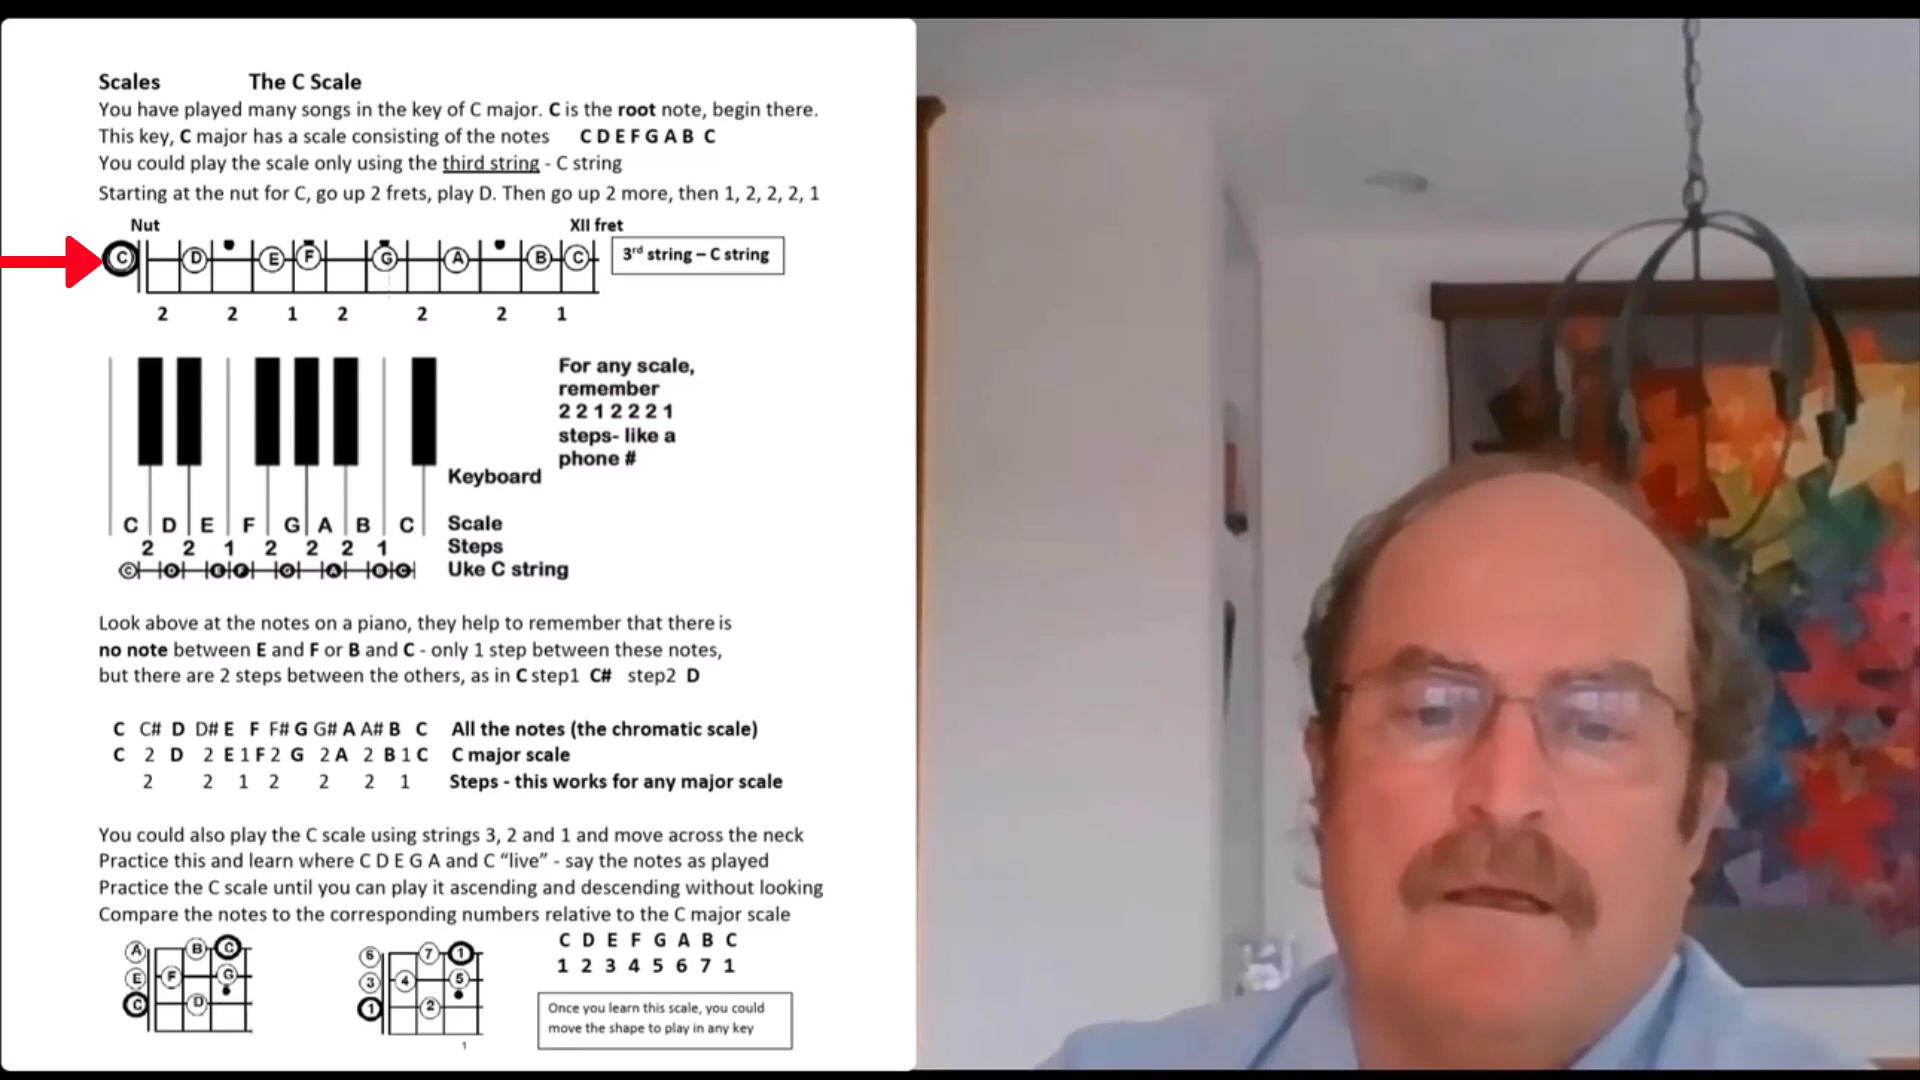 Scales The C Scale
You have played many songs in the key of C major. C is the root note, begin there.
This key, C major has a scale consisting of the notes C D E F G A B C
You could play the scale only using the third string - C string
Starting at the nut for C, go up 2 frets, play D. Then go up 2 more, then 1, 2, 2, 2, 1
Nut XII fret
C D E F G A B C 3rd string – C string
2 2 1 2 2 2 1
For any scale,
remember
2 2 1 2 2 2 1
steps- like a
phone #
Keyboard
C D E F G A B C Scale
2 2 1 2 2 2 1 Steps
C D E F G A B C Uke C string
Look above at the notes on a piano, they help to remember that there is
no note between E and F or B and C - only 1 step between these notes,
but there are 2 steps between the others, as in C step1 C# step2 D
C C# D D# E F F# G G# A A# B C All the notes (the chromatic scale)
C 2 D 2 E 1 F 2 G 2 A 2 B 1 C C major scale
2 2 1 2 2 2 1 Steps - this works for any major scale
You could also play the C scale using strings 3, 2 and 1 and move across the neck
Practice this and learn where C D E G A and C “live” - say the notes as played
Practice the C scale until you can play it ascending and descending without looking
Compare the notes to the corresponding numbers relative to the C major scale
A B C
E F G
C D
6 7 1
3 4 5
1 2
C D E F G A B C
1 2 3 4 5 6 7 1
Once you learn this scale, you could
move the shape to play in any key
1